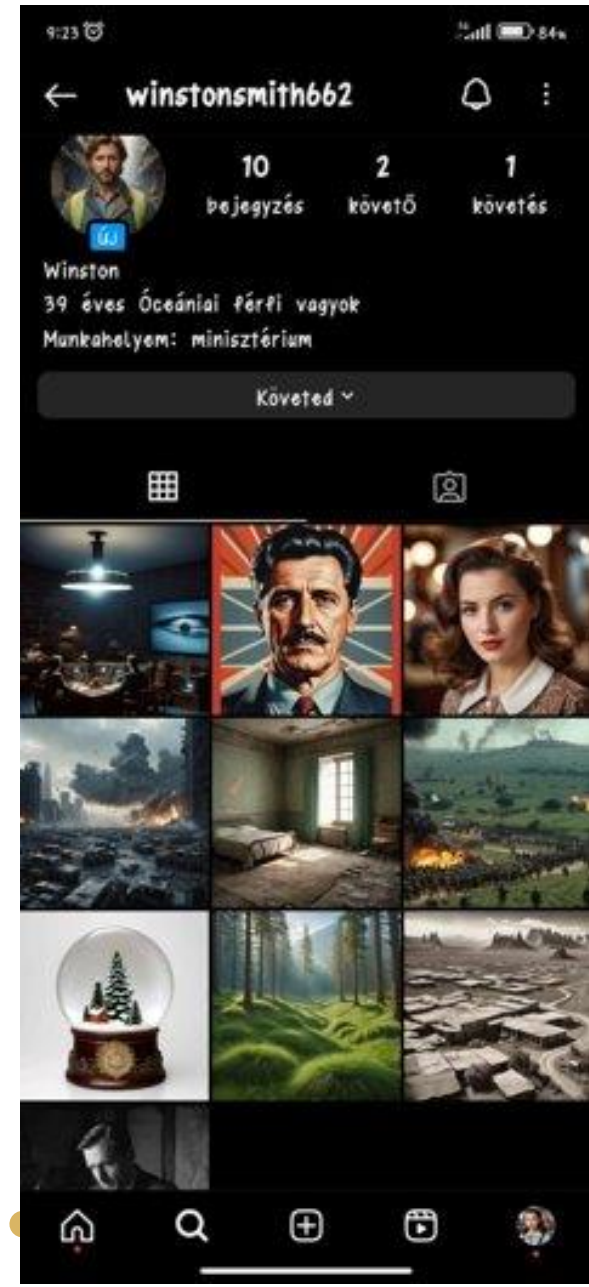 9:23
84%
winstonsmith662
10 2 1
bejegyzés követő követés
ÚJ
Winston
39 éves Óceániai férfi vagyok
Munkahelyem: minisztérium
Követed